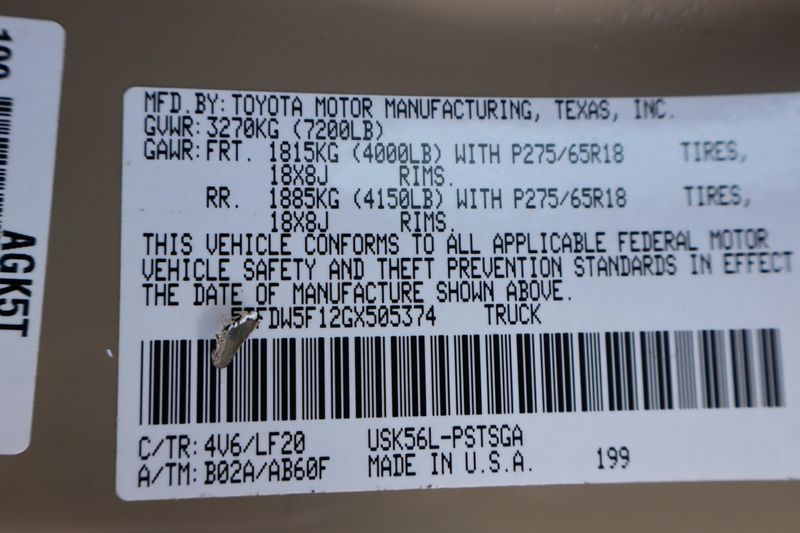 MFD.BY: TOYOTA MOTOR MANUFACTURING, TEXAS, INC.
GVWR: 3270KG (7200LB)
GAWR: FRT. 1815KG (4000LB) WITH P275/65R18 TIRES,
18X8J RIMS.
RR. 1885KG (4150LB) WITH P275/65R18 TIRES,
18X8J RIMS.
THIS VEHICLE CONFORMS TO ALL APPLICABLE FEDERAL MOTOR
VEHICLE SAFETY AND THEFT PREVENTION STANDARDS IN EFFECT
THE DATE OF MANUFACTURE SHOWN ABOVE.
TRUCK
C/TR: 4V6/LF20 USK56L-PSTSGA
A/TM: B02A/AB60F MADE IN U.S.A. 199
AGK5T